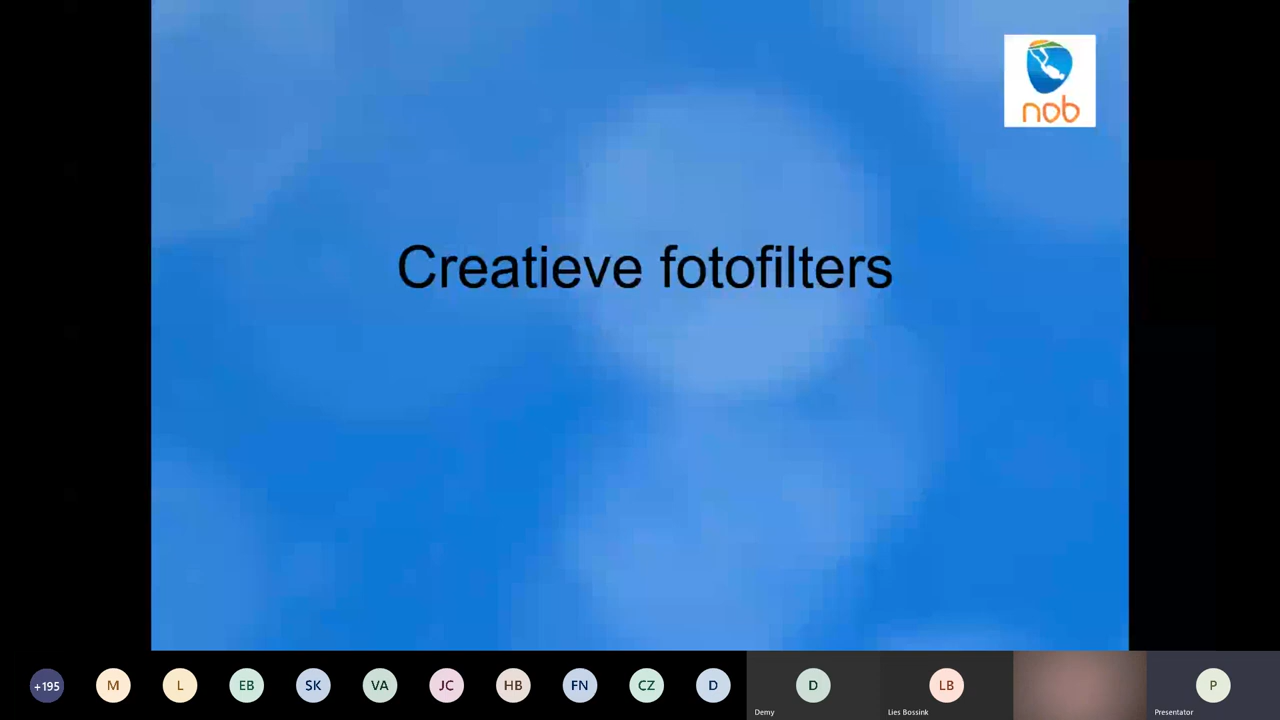 nob
Creatieve fotofilters
+195
M
L
EB
SK
VA
JC
HB
FN
CZ
D
D
Demy
LB
Lies Bossink
P
Presentator